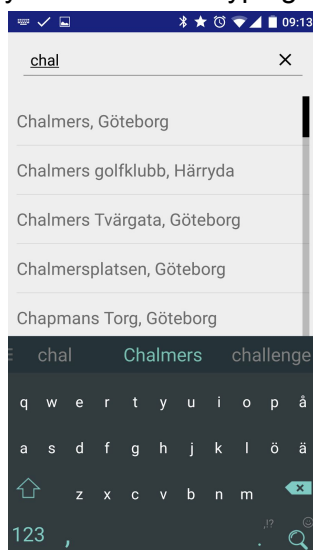 09:13
chal
Chalmers, Göteborg
Chalmers golfklubb, Härryda
Chalmers Tvärgata, Göteborg
Chalmersplatsen, Göteborg
Chapmans Torg, Göteborg
chal Chalmers challenge
q w e r t y u i o p å
a s d f g h j k l ö ä
z x c v b n m
123 , . ,!?